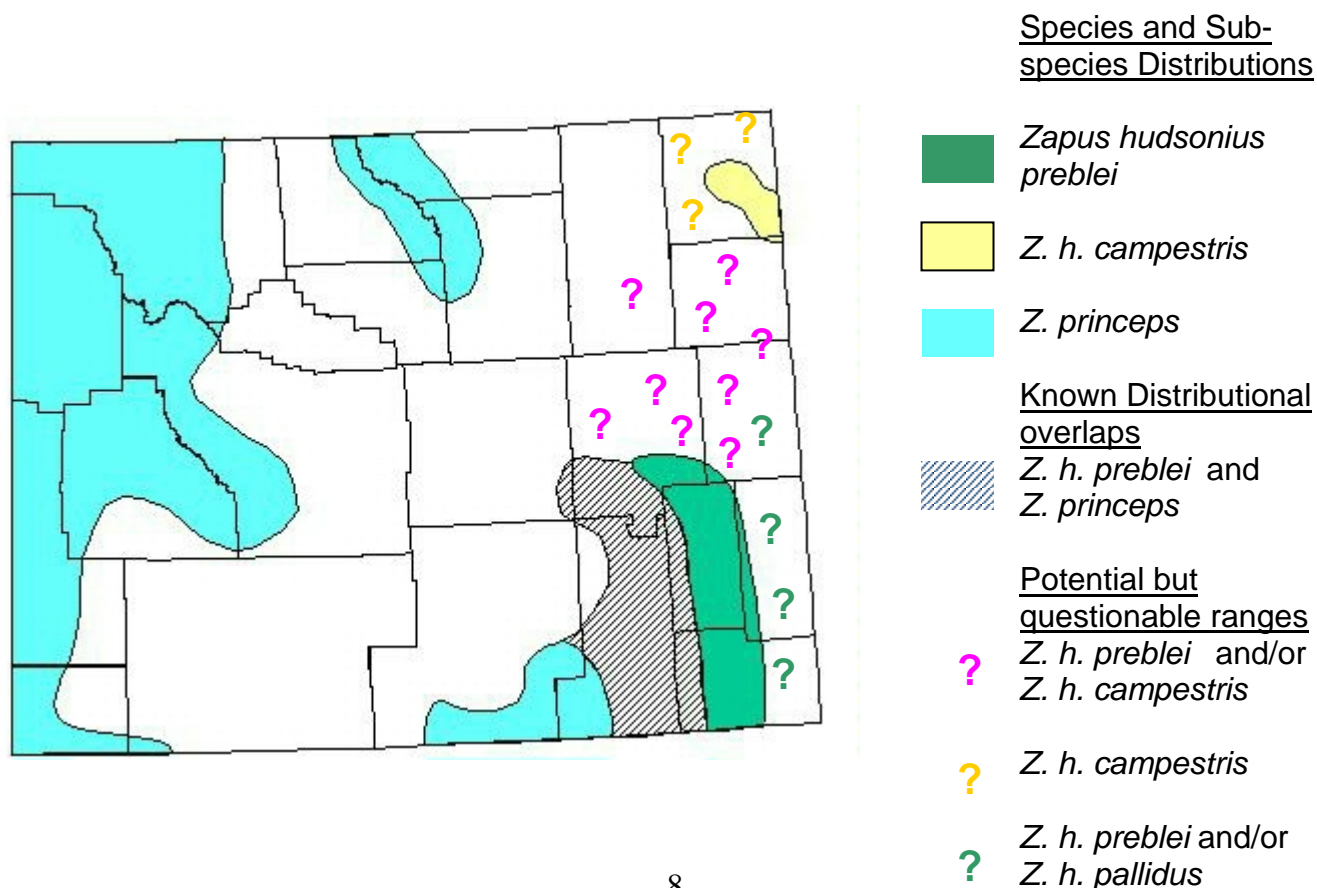 Species and Sub-
species Distributions
Zapus hudsonius
preblei
Z. h. campestris
Z. princeps
Known Distributional
overlaps
Z. h. preblei and
Z. princeps
Potential but
questionable ranges
? Z. h. preblei and/or
Z. h. campestris
? Z. h. campestris
? Z. h. preblei and/or
Z. h. pallidus
? ?
?
?
? ?
?
? ?
? ? ?
?
?
?
?
8